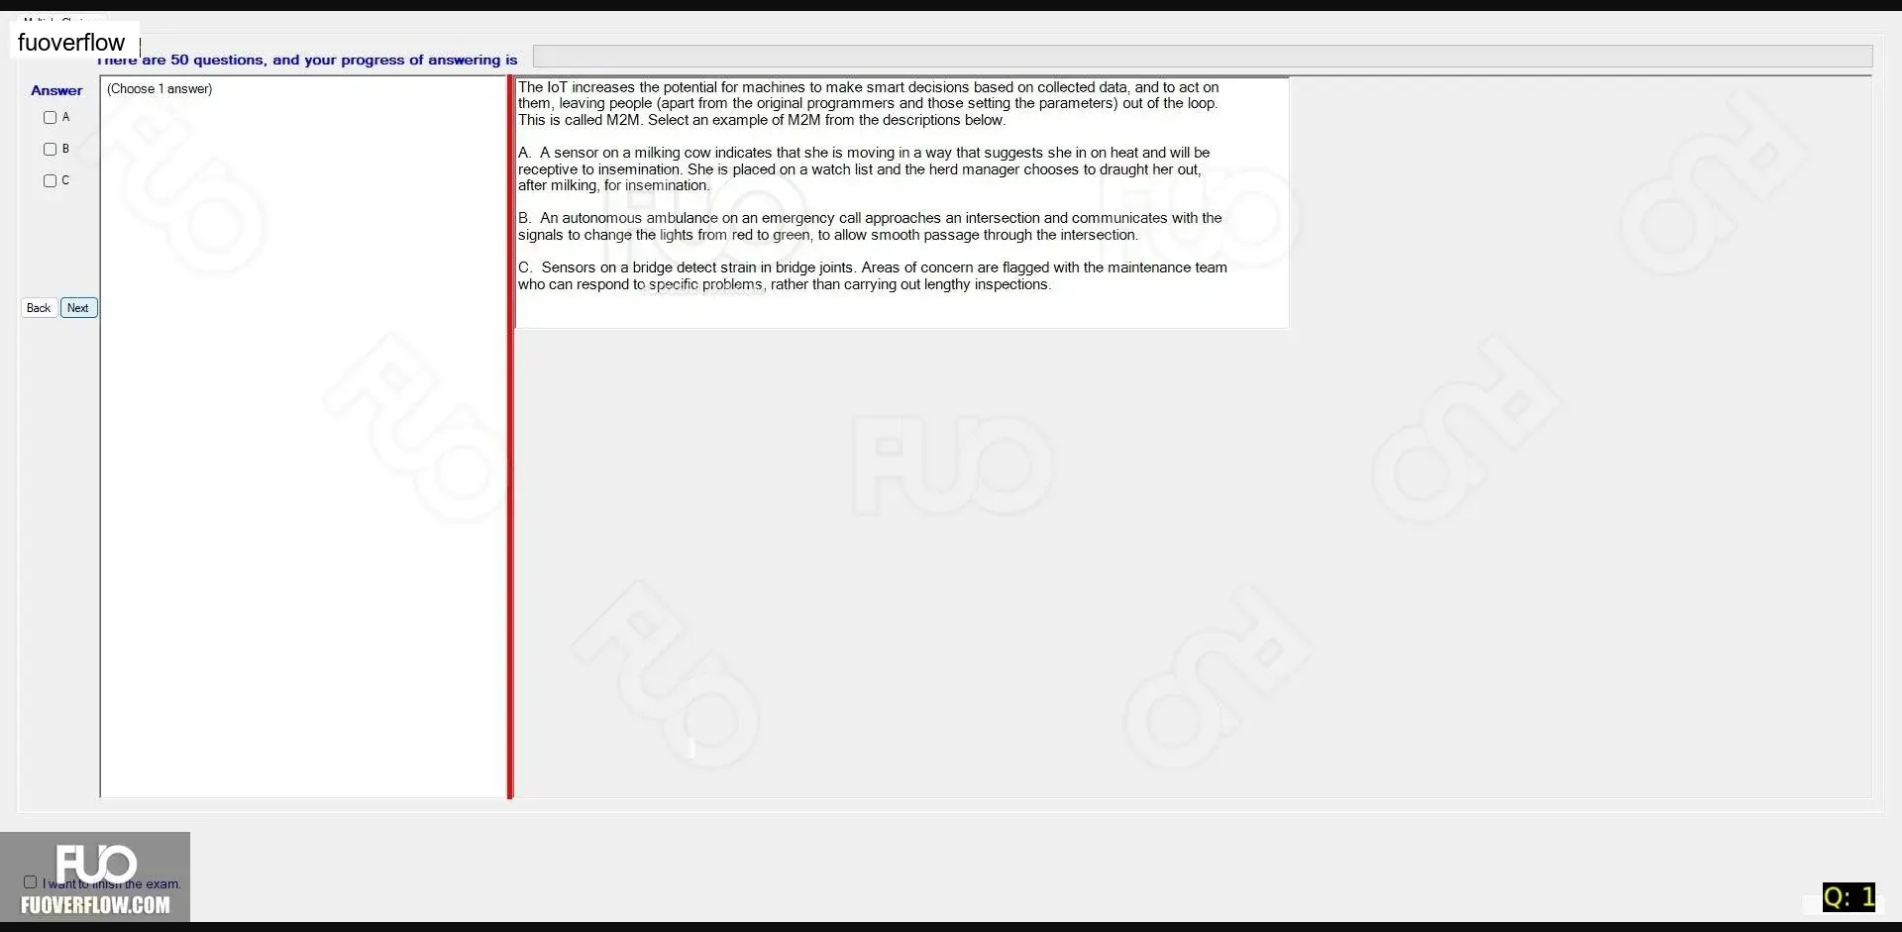 fuoverflow
There are 50 questions, and your progress of answering is
Answer
A
B
C
Back
Next
(Choose 1 answer)
The IoT increases the potential for machines to make smart decisions based on collected data, and to act on
them, leaving people (apart from the original programmers and those setting the parameters) out of the loop.
This is called M2M. Select an example of M2M from the descriptions below.
A. A sensor on a milking cow indicates that she is moving in a way that suggests she in on heat and will be
receptive to insemination. She is placed on a watch list and the herd manager chooses to draught her out,
after milking, for insemination.
B. An autonomous ambulance on an emergency call approaches an intersection and communicates with the
signals to change the lights from red to green, to allow smooth passage through the intersection.
C. Sensors on a bridge detect strain in bridge joints. Areas of concern are flagged with the maintenance team
who can respond to specific problems, rather than carrying out lengthy inspections.
FUO
I want to finish the exam.
FUOVERFLOW.COM
Q: 1